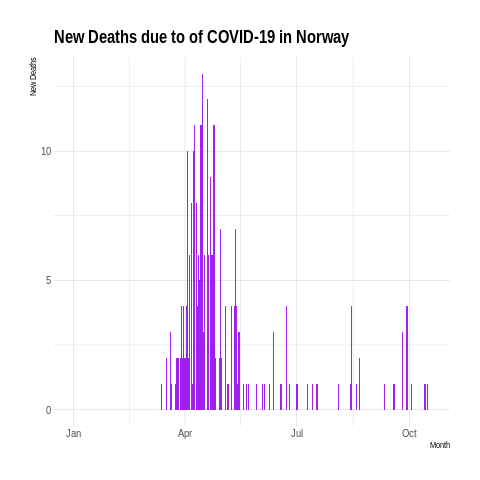 New Deaths due to of COVID-19 in Norway
New Deaths
10
5
0
Jan Apr Jul Oct
Month